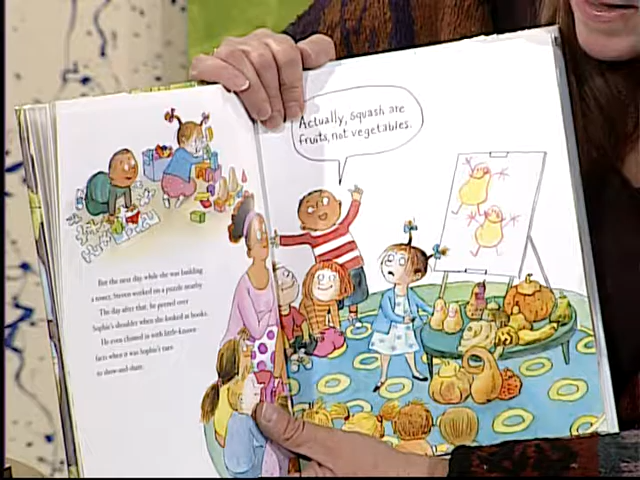 Actually, squash are
fruits, not vegetables.
But the next day while she was building
a tower, Steven worked on a puzzle nearby.
The day after that, he peered over
Sophie's shoulder when she looked at books.
He even chimed in with little-known
facts when it was Sophie's turn
to show-and-share.